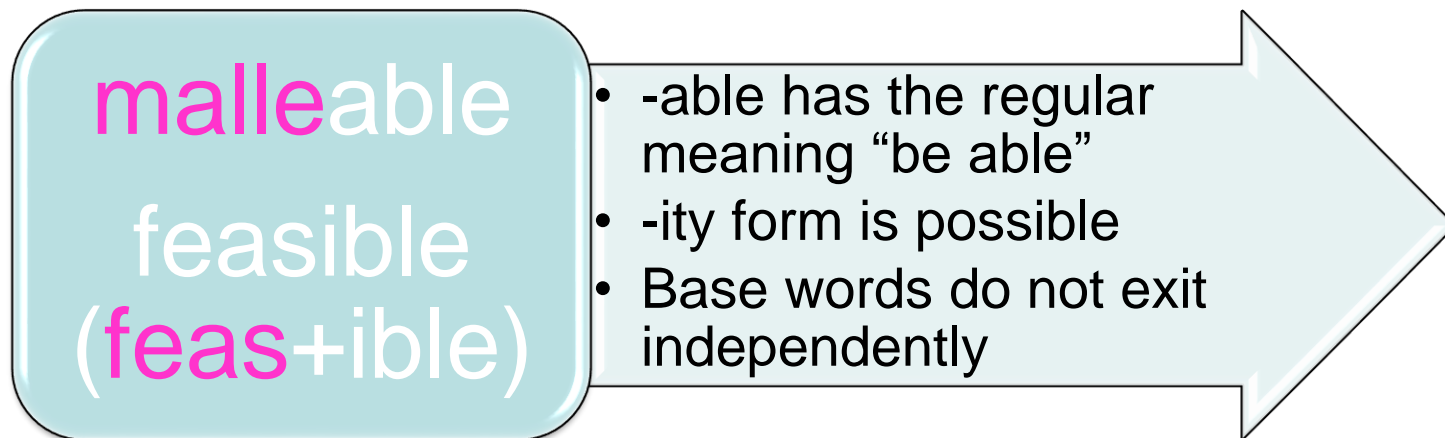 malleable
feasible
(feas+ible)
• -able has the regular
meaning “be able”
• -ity form is possible
• Base words do not exit
independently